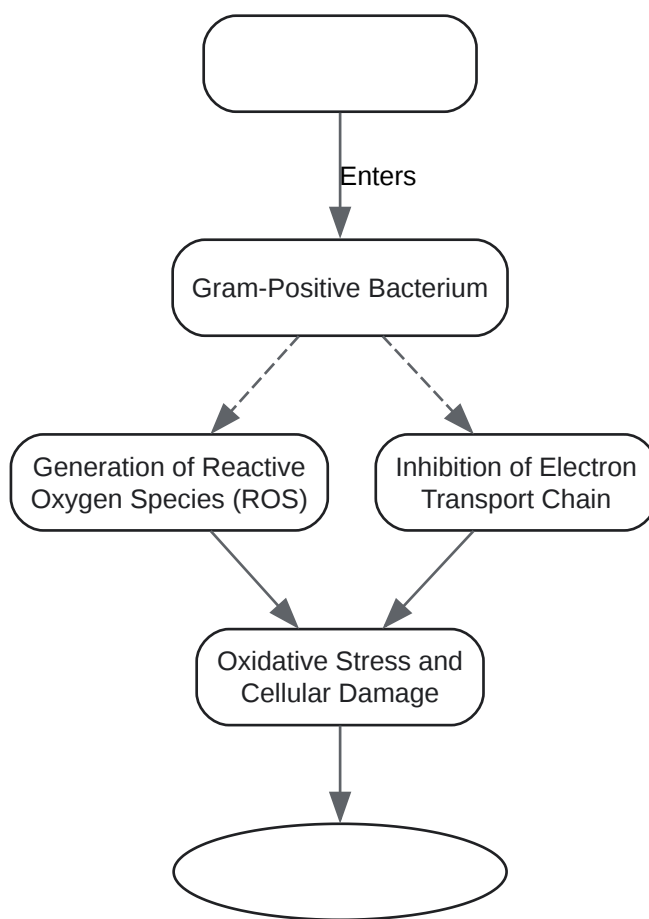 Enters
Gram-Positive Bacterium
Generation of Reactive
Oxygen Species (ROS)
Inhibition of Electron
Transport Chain
Oxidative Stress and
Cellular Damage